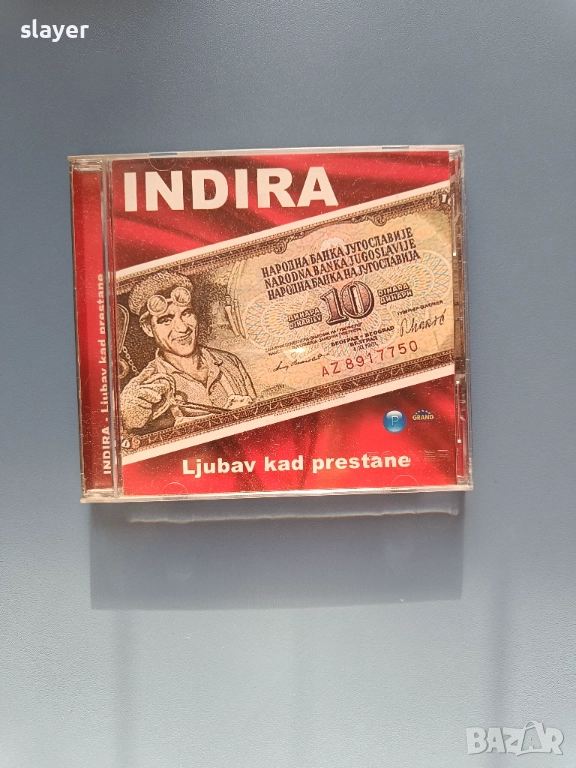 slayer
INDIRA
INDIRA - Ljubav kad prestane
НАРОДНА БАНКА ЈУГОСЛАВИЈЕ
NARODNA BANKA JUGOSLAVIJE
НАРОДНА БАНКА НА ЈУГОСЛАВИЈА
10
AZ 8917750
P
GRAND
Ljubav kad prestane
BAZAR